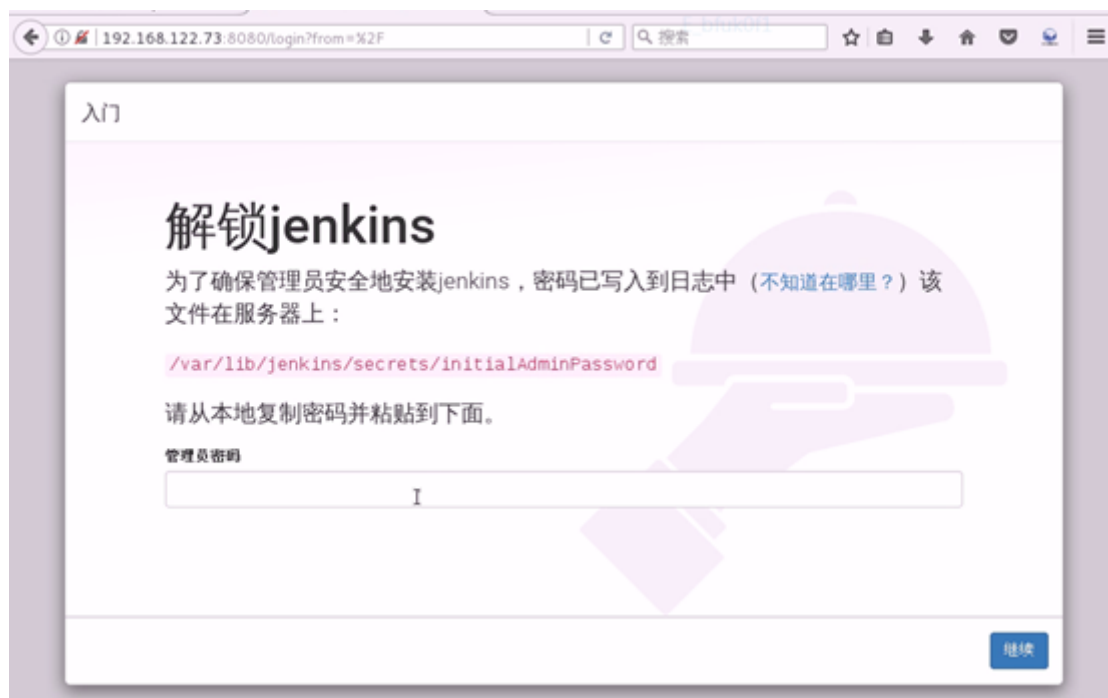 192.168.122.73:8080/login?from=%2F
搜索
入门
解锁jenkins
为了确保管理员安全地安装jenkins，密码已写入到日志中（不知道在哪里？）该
文件在服务器上：
/var/lib/jenkins/secrets/initialAdminPassword
请从本地复制密码并粘贴到下面。
管理员密码
继续